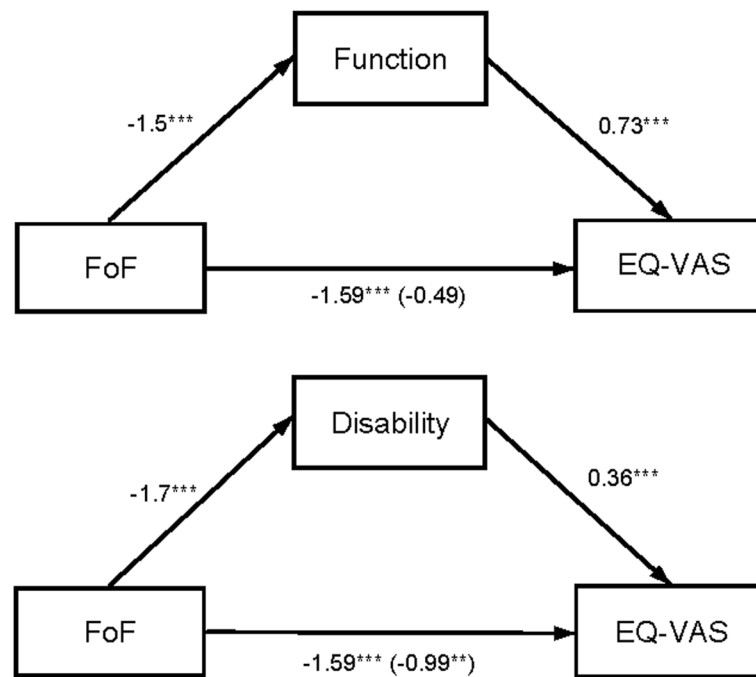 Function
-1.5***
0.73***
FoF
EQ-VAS
-1.59*** (-0.49)
Disability
-1.7***
0.36***
FoF
EQ-VAS
-1.59*** (-0.99**)